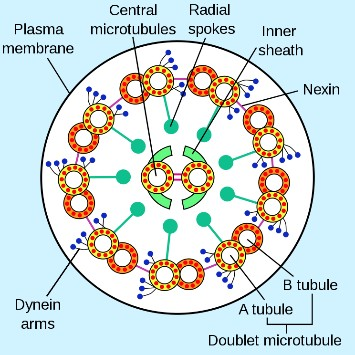 Plasma
membrane
Central
microtubules
Radial
spokes
Inner
sheath
Nexin
Dynein
arms
B tubule
A tubule
Doublet microtubule